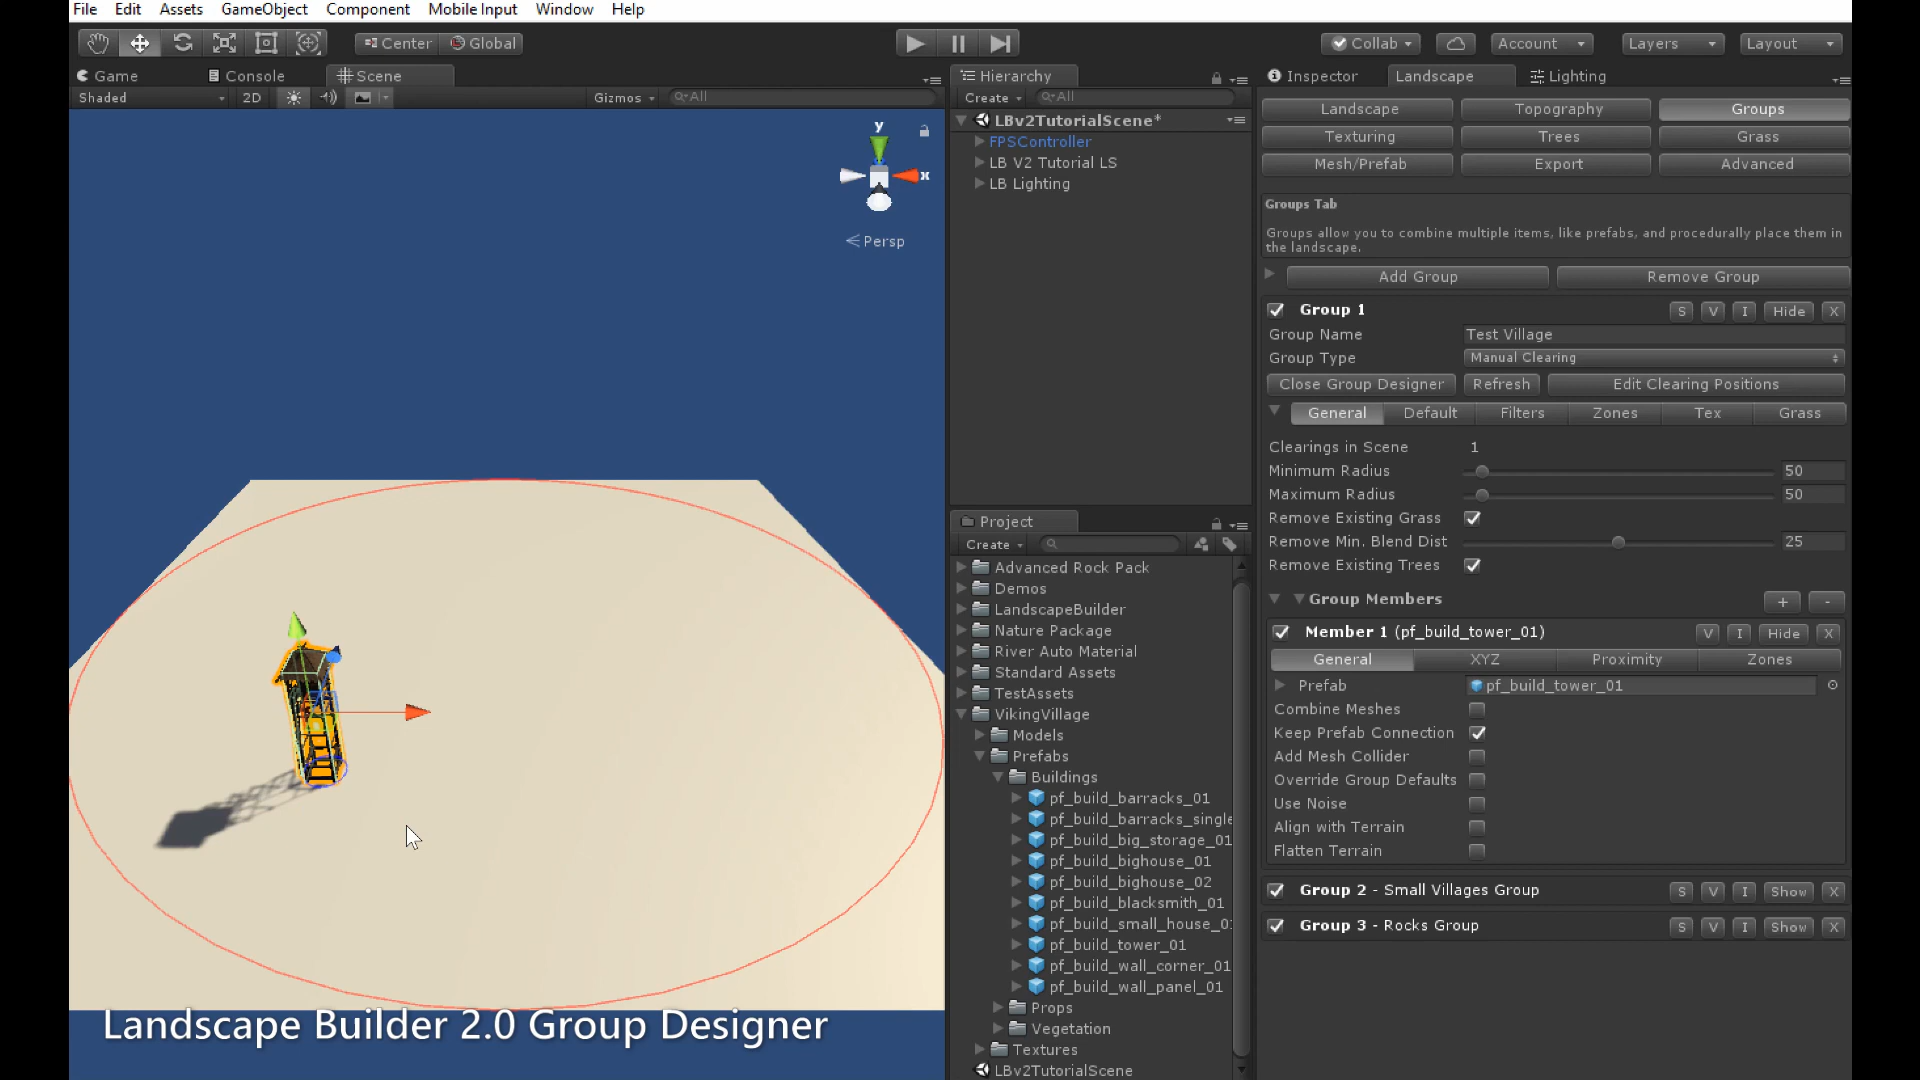 File Edit Assets GameObject Component Mobile Input Window Help
Center Global Collab Account Layers Layout
Game Console Scene
Shaded 2D Gizmos All
y
x
Persp
Hierarchy
Create All
LBv2TutorialScene*
FPSController
LB V2 Tutorial LS
LB Lighting
Project
Create
Advanced Rock Pack
Demos
LandscapeBuilder
Nature Package
River Auto Material
Standard Assets
TestAssets
VikingVillage
Models
Prefabs
Buildings
pf_build_barracks_01
pf_build_barracks_single
pf_build_big_storage_01
pf_build_bighouse_01
pf_build_bighouse_02
pf_build_blacksmith_01
pf_build_small_house_0
pf_build_tower_01
pf_build_wall_corner_01
pf_build_wall_panel_01
Props
Vegetation
Textures
LBv2TutorialScene
Inspector Landscape Lighting
Landscape Topography Groups
Texturing Trees Grass
Mesh/Prefab Export Advanced
Groups Tab
Groups allow you to combine multiple items, like prefabs, and procedurally place them in
the landscape.
Add Group Remove Group
Group 1 S V I Hide X
Group Name Test Village
Group Type Manual Clearing
Close Group Designer Refresh Edit Clearing Positions
General Default Filters Zones Tex Grass
Clearings in Scene 1
Minimum Radius 50
Maximum Radius 50
Remove Existing Grass
Remove Min. Blend Dist 25
Remove Existing Trees
Group Members + -
Member 1 (pf_build_tower_01) V I Hide X
General XYZ Proximity Zones
Prefab pf_build_tower_01
Combine Meshes
Keep Prefab Connection
Add Mesh Collider
Override Group Defaults
Use Noise
Align with Terrain
Flatten Terrain
Group 2 - Small Villages Group S V I Show X
Group 3 - Rocks Group S V I Show X
Landscape Builder 2.0 Group Designer